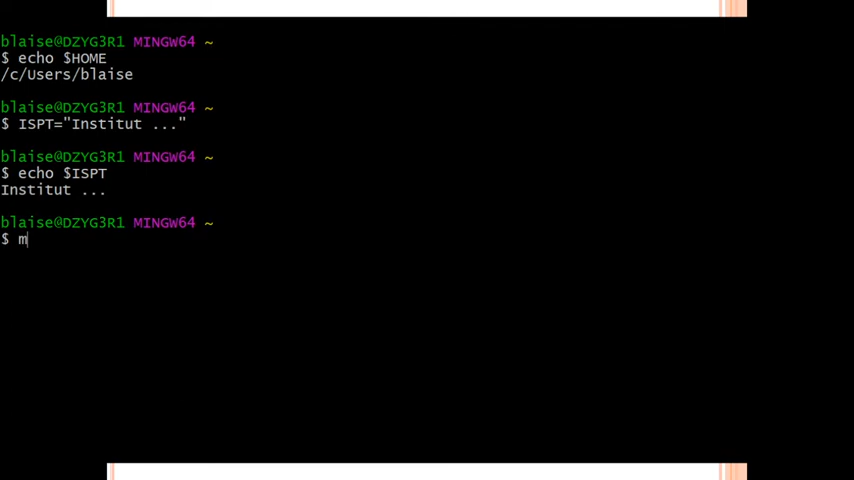 blaise@DZYG3R1 MINGW64 ~
$ echo $HOME
/c/Users/blaise
blaise@DZYG3R1 MINGW64 ~
$ ISPT="Institut ..."
blaise@DZYG3R1 MINGW64 ~
$ echo $ISPT
Institut ...
blaise@DZYG3R1 MINGW64 ~
$ m